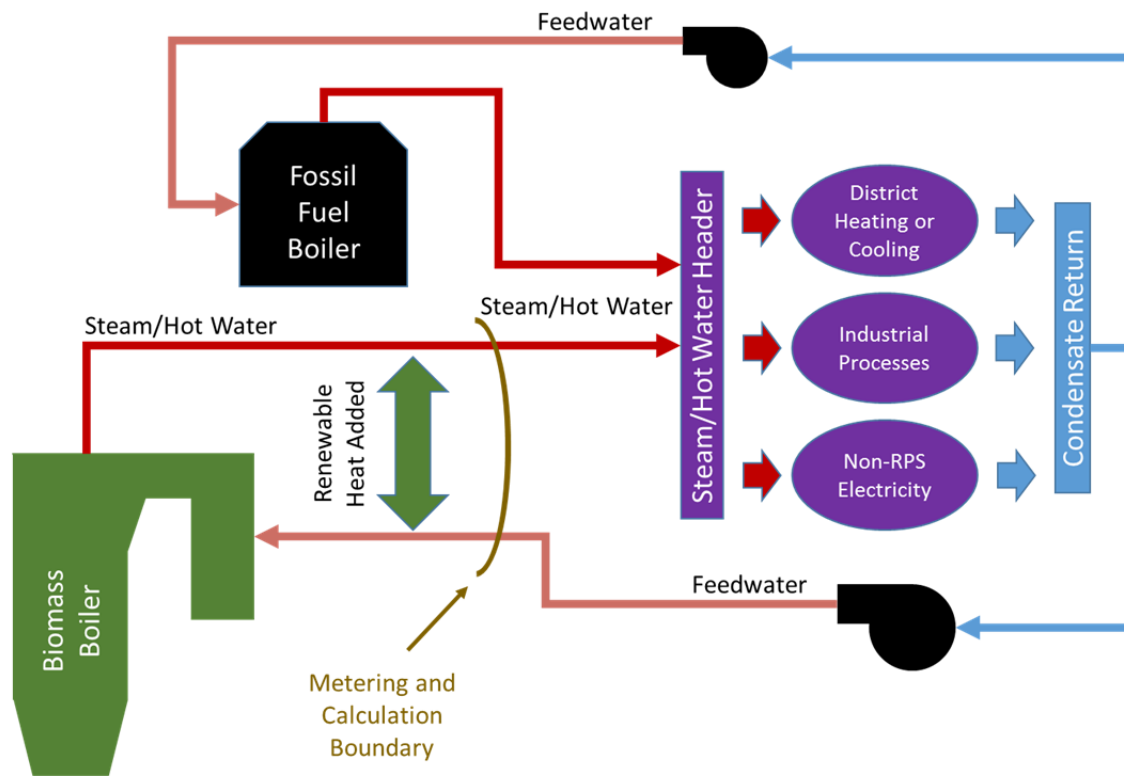 Feedwater
Fossil
Fuel
Boiler
Steam/Hot Water
Steam/Hot Water
Renewable
Heat Added
Steam/Hot Water Header
District
Heating or
Cooling
Industrial
Processes
Non-RPS
Electricity
Condensate Return
Biomass
Boiler
Feedwater
Metering and
Calculation
Boundary